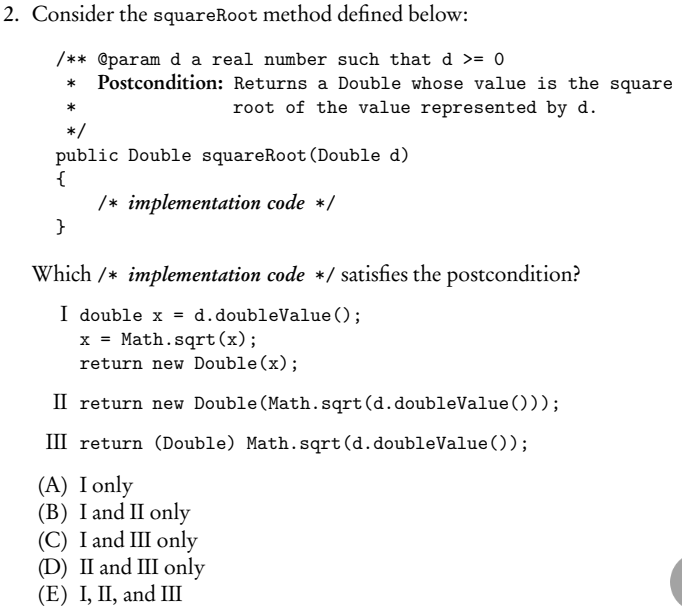 2. Consider the squareRoot method defined below:
/** @param d a real number such that d >= 0
* Postcondition: Returns a Double whose value is the square
* root of the value represented by d.
*/
public Double squareRoot(Double d)
{
/* implementation code */
}
Which /* implementation code */ satisfies the postcondition?
I double x = d.doubleValue();
x = Math.sqrt(x);
return new Double(x);
II return new Double(Math.sqrt(d.doubleValue()));
III return (Double) Math.sqrt(d.doubleValue());
(A) I only
(B) I and II only
(C) I and III only
(D) II and III only
(E) I, II, and III